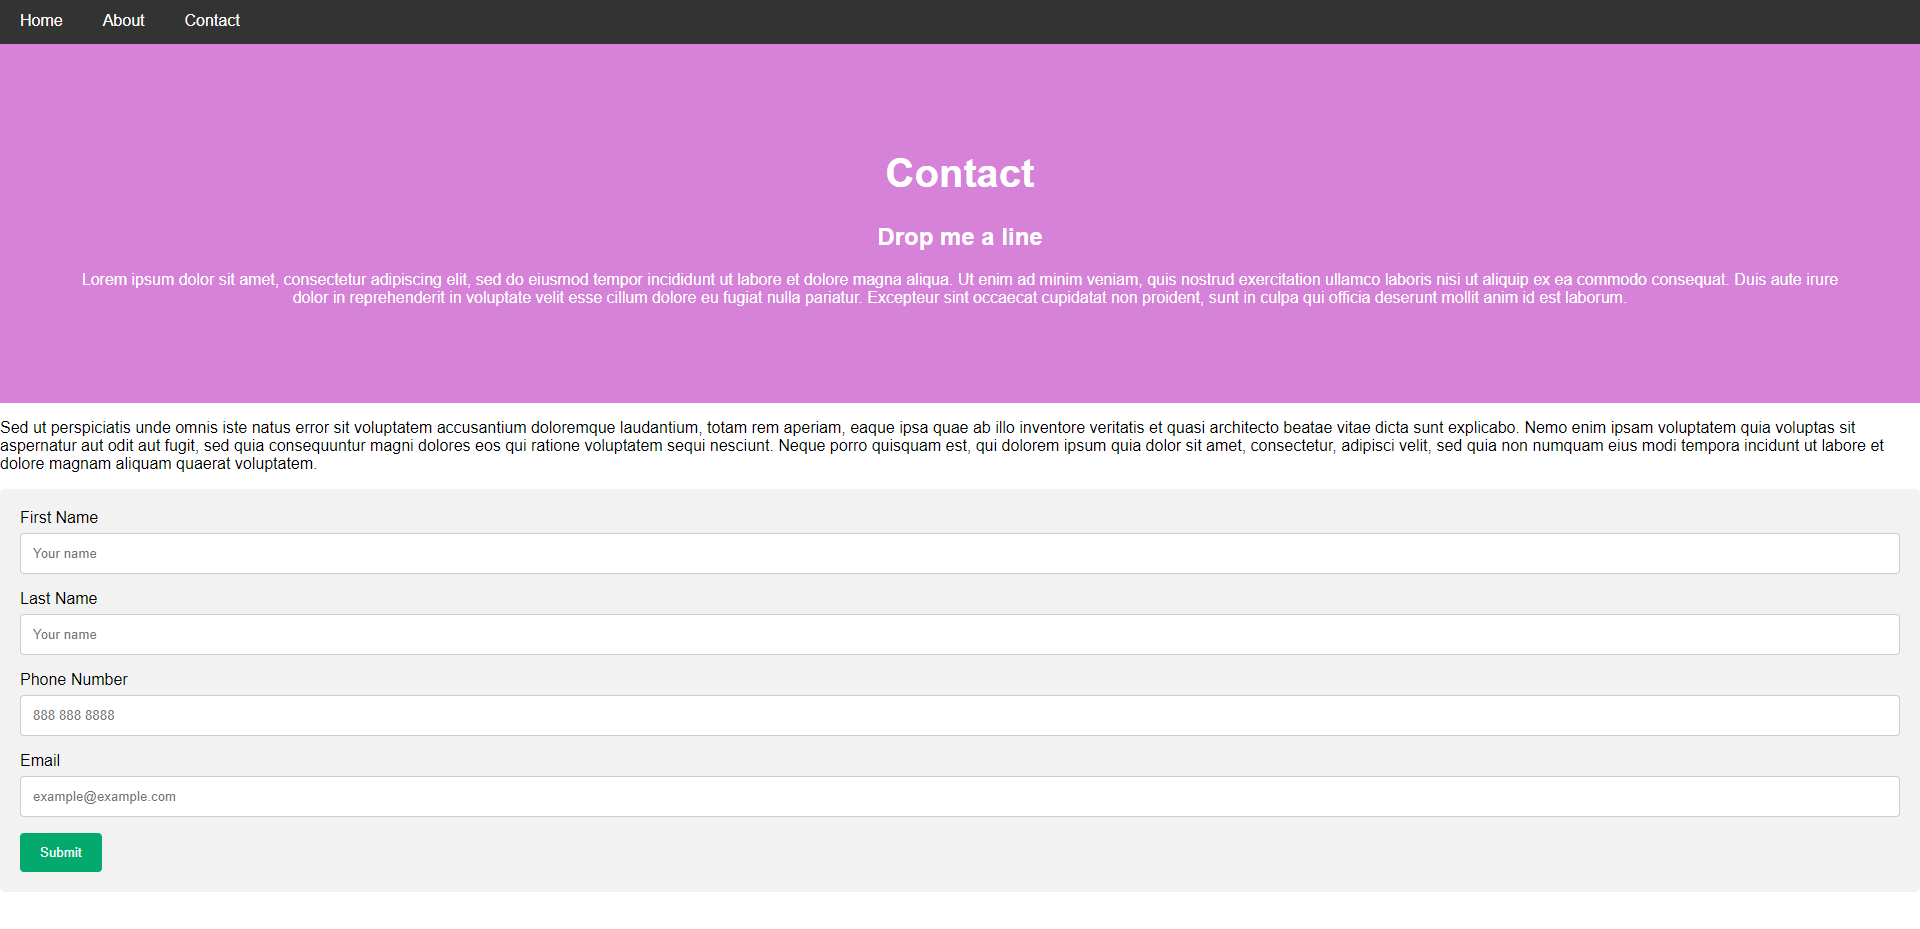 Home About Contact
Contact
Drop me a line
Lorem ipsum dolor sit amet, consectetur adipiscing elit, sed do eiusmod tempor incididunt ut labore et dolore magna aliqua. Ut enim ad minim veniam, quis nostrud exercitation ullamco laboris nisi ut aliquip ex ea commodo consequat. Duis aute irure
dolor in reprehenderit in voluptate velit esse cillum dolore eu fugiat nulla pariatur. Excepteur sint occaecat cupidatat non proident, sunt in culpa qui officia deserunt mollit anim id est laborum.
Sed ut perspiciatis unde omnis iste natus error sit voluptatem accusantium doloremque laudantium, totam rem aperiam, eaque ipsa quae ab illo inventore veritatis et quasi architecto beatae vitae dicta sunt explicabo. Nemo enim ipsam voluptatem quia voluptas sit
aspernatur aut odit aut fugit, sed quia consequuntur magni dolores eos qui ratione voluptatem sequi nesciunt. Neque porro quisquam est, qui dolorem ipsum quia dolor sit amet, consectetur, adipisci velit, sed quia non numquam eius modi tempora incidunt ut labore et
dolore magnam aliquam quaerat voluptatem.
First Name
Your name
Last Name
Your name
Phone Number
888 888 8888
Email
example@example.com
Submit